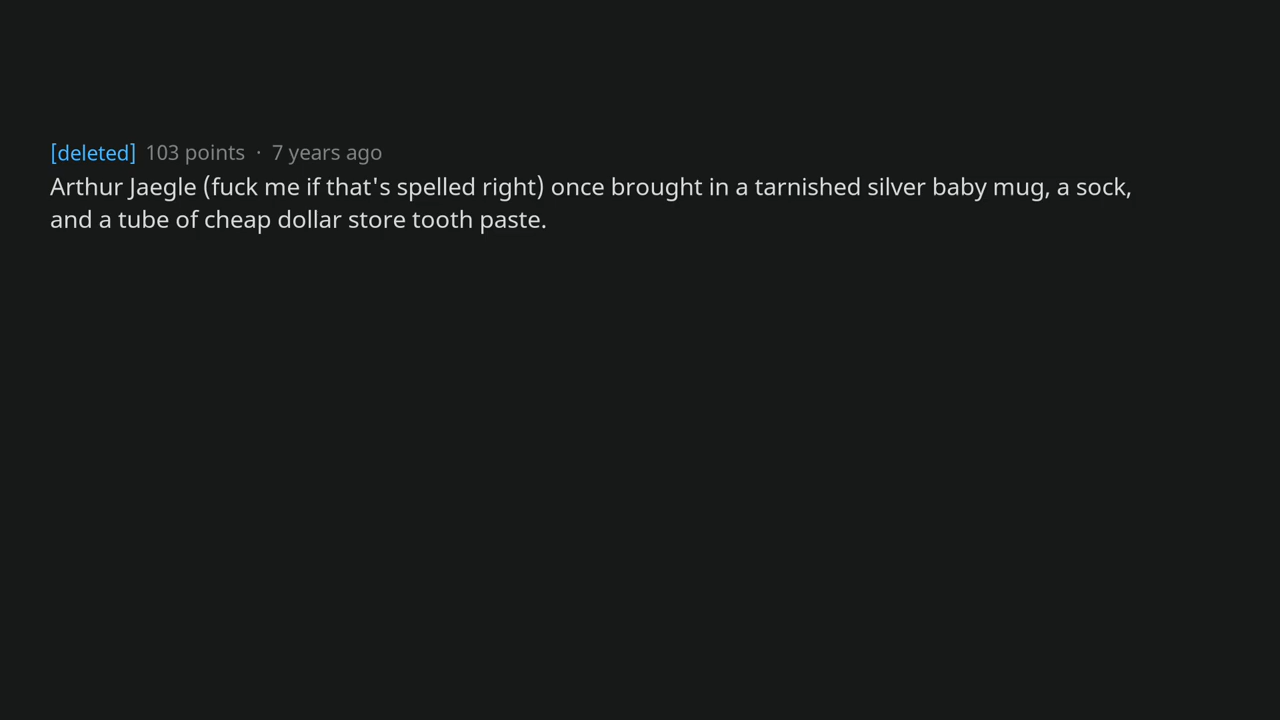 [deleted] 103 points · 7 years ago
Arthur Jaegle (fuck me if that's spelled right) once brought in a tarnished silver baby mug, a sock,
and a tube of cheap dollar store tooth paste.